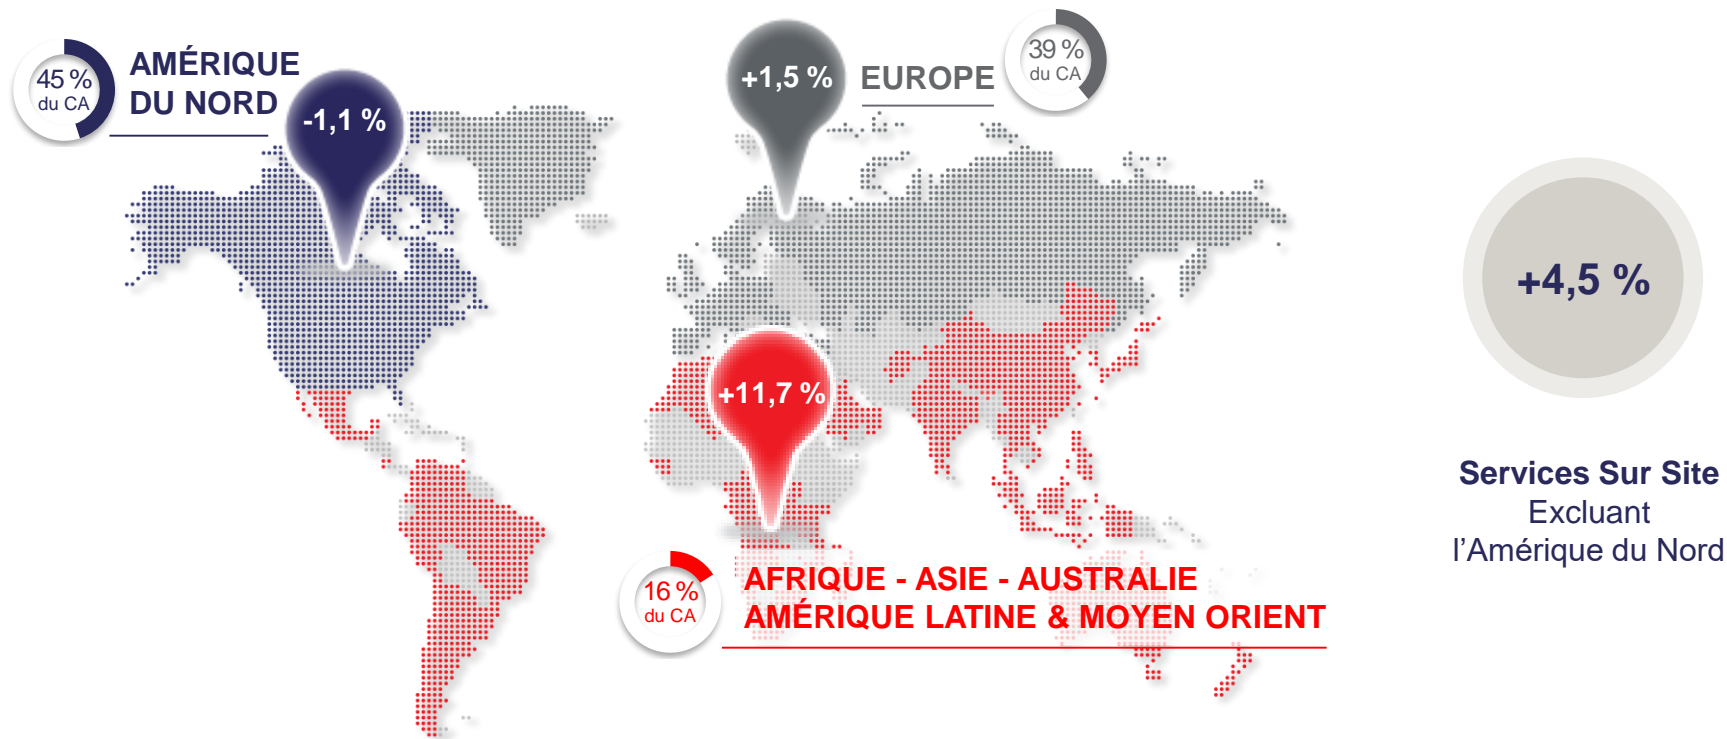 45 %
du CA
AMÉRIQUE
DU NORD
-1,1 %
+1,5 %
EUROPE
39 %
du CA
+11,7 %
16 %
du CA
AFRIQUE - ASIE - AUSTRALIE
AMÉRIQUE LATINE & MOYEN ORIENT
+4,5 %
Services Sur Site
Excluant
l’Amérique du Nord